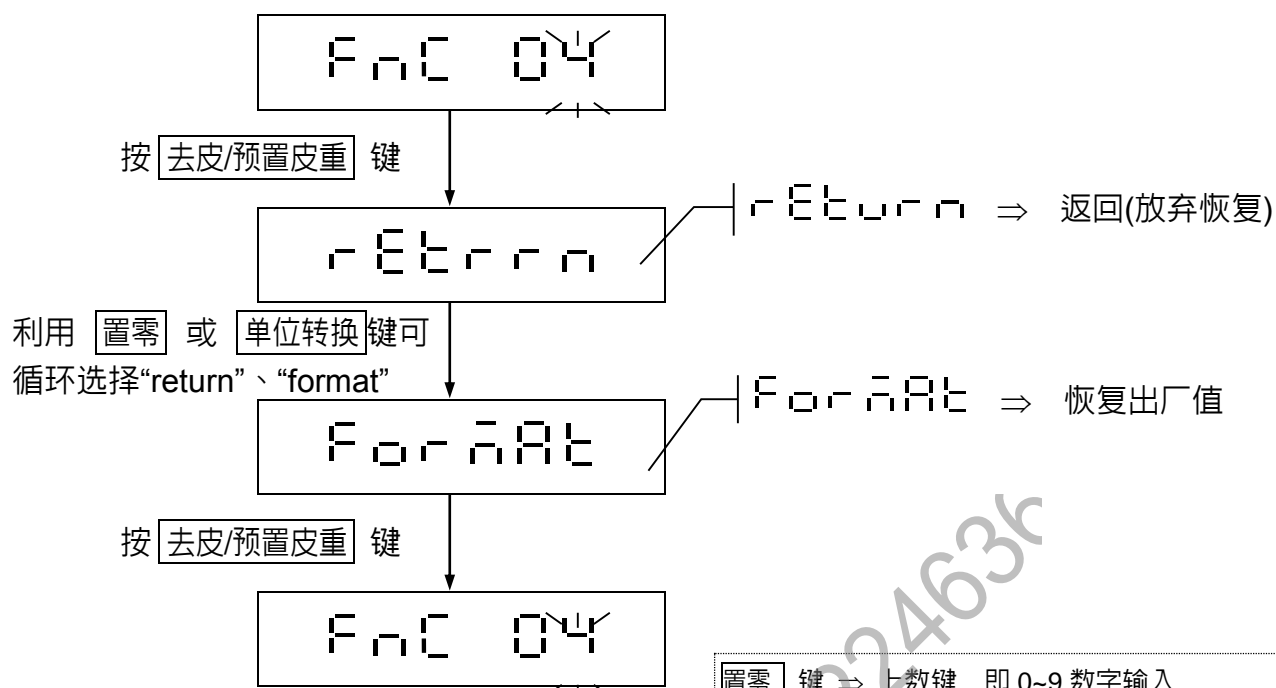 FnC 04
按 去皮/预置皮重 键
rEtrrn
rEturn ⇒ 返回(放弃恢复)
利用 置零 或 单位转换 键可
循环选择“return”、“format”
FormAt
FormAt ⇒ 恢复出厂值
按 去皮/预置皮重 键
FnC 04
置零 键 ⇒ 上数键 即 0~9 数字输入
24636